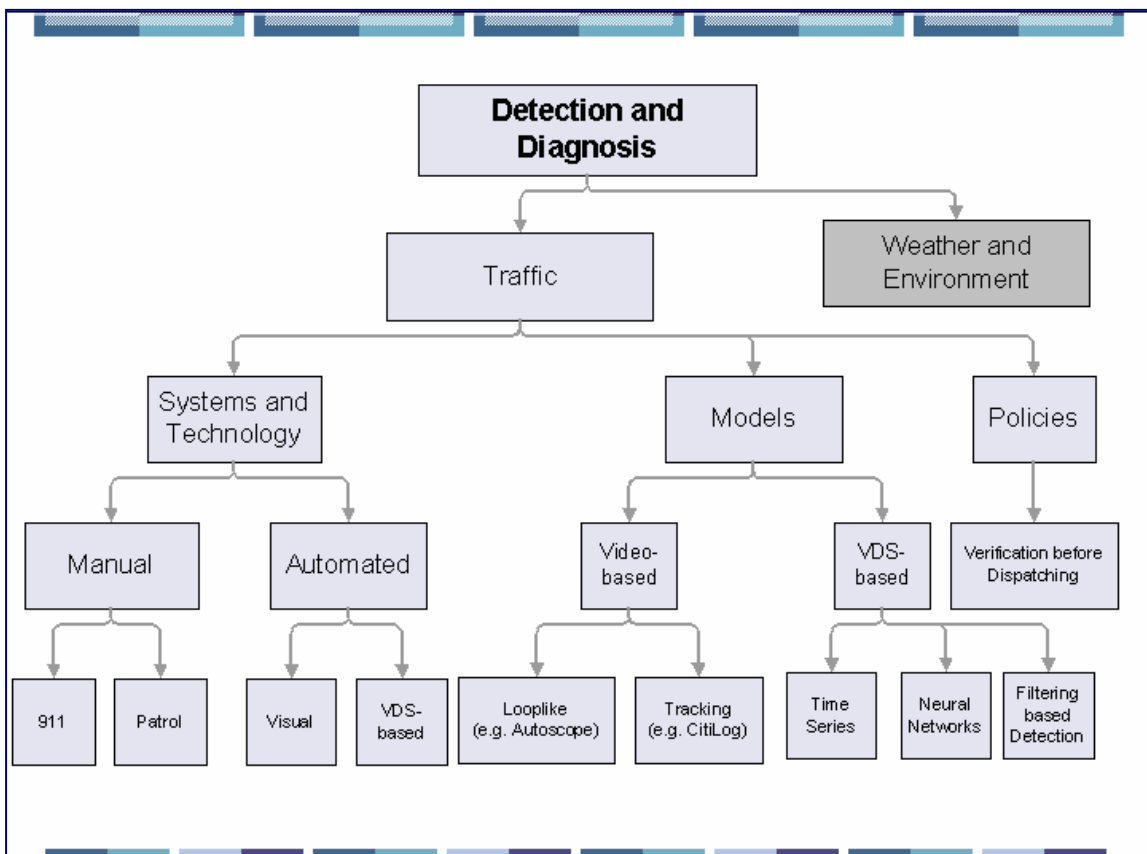 Detection and
Diagnosis
Traffic
Weather and
Environment
Systems and
Technology
Models
Policies
Manual
Automated
Video-
based
VDS-
based
Verification before
Dispatching
911
Patrol
Visual
VDS-
based
Looplike
(e.g. Autoscope)
Tracking
(e.g. CitiLog)
Time
Series
Neural
Networks
Filtering
based
Detection